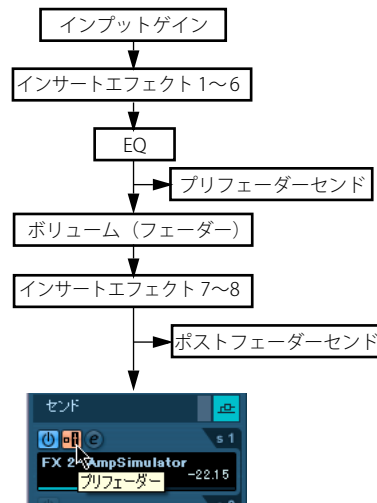 インプットゲイン
インサートエフェクト 1～6
EQ
プリフェーダーセンド
ボリューム（フェーダー）
インサートエフェクト 7～8
ポストフェーダーセンド
センド
e
s 1
FX 2- AmpSimulator
-22.15
プリフェーダー